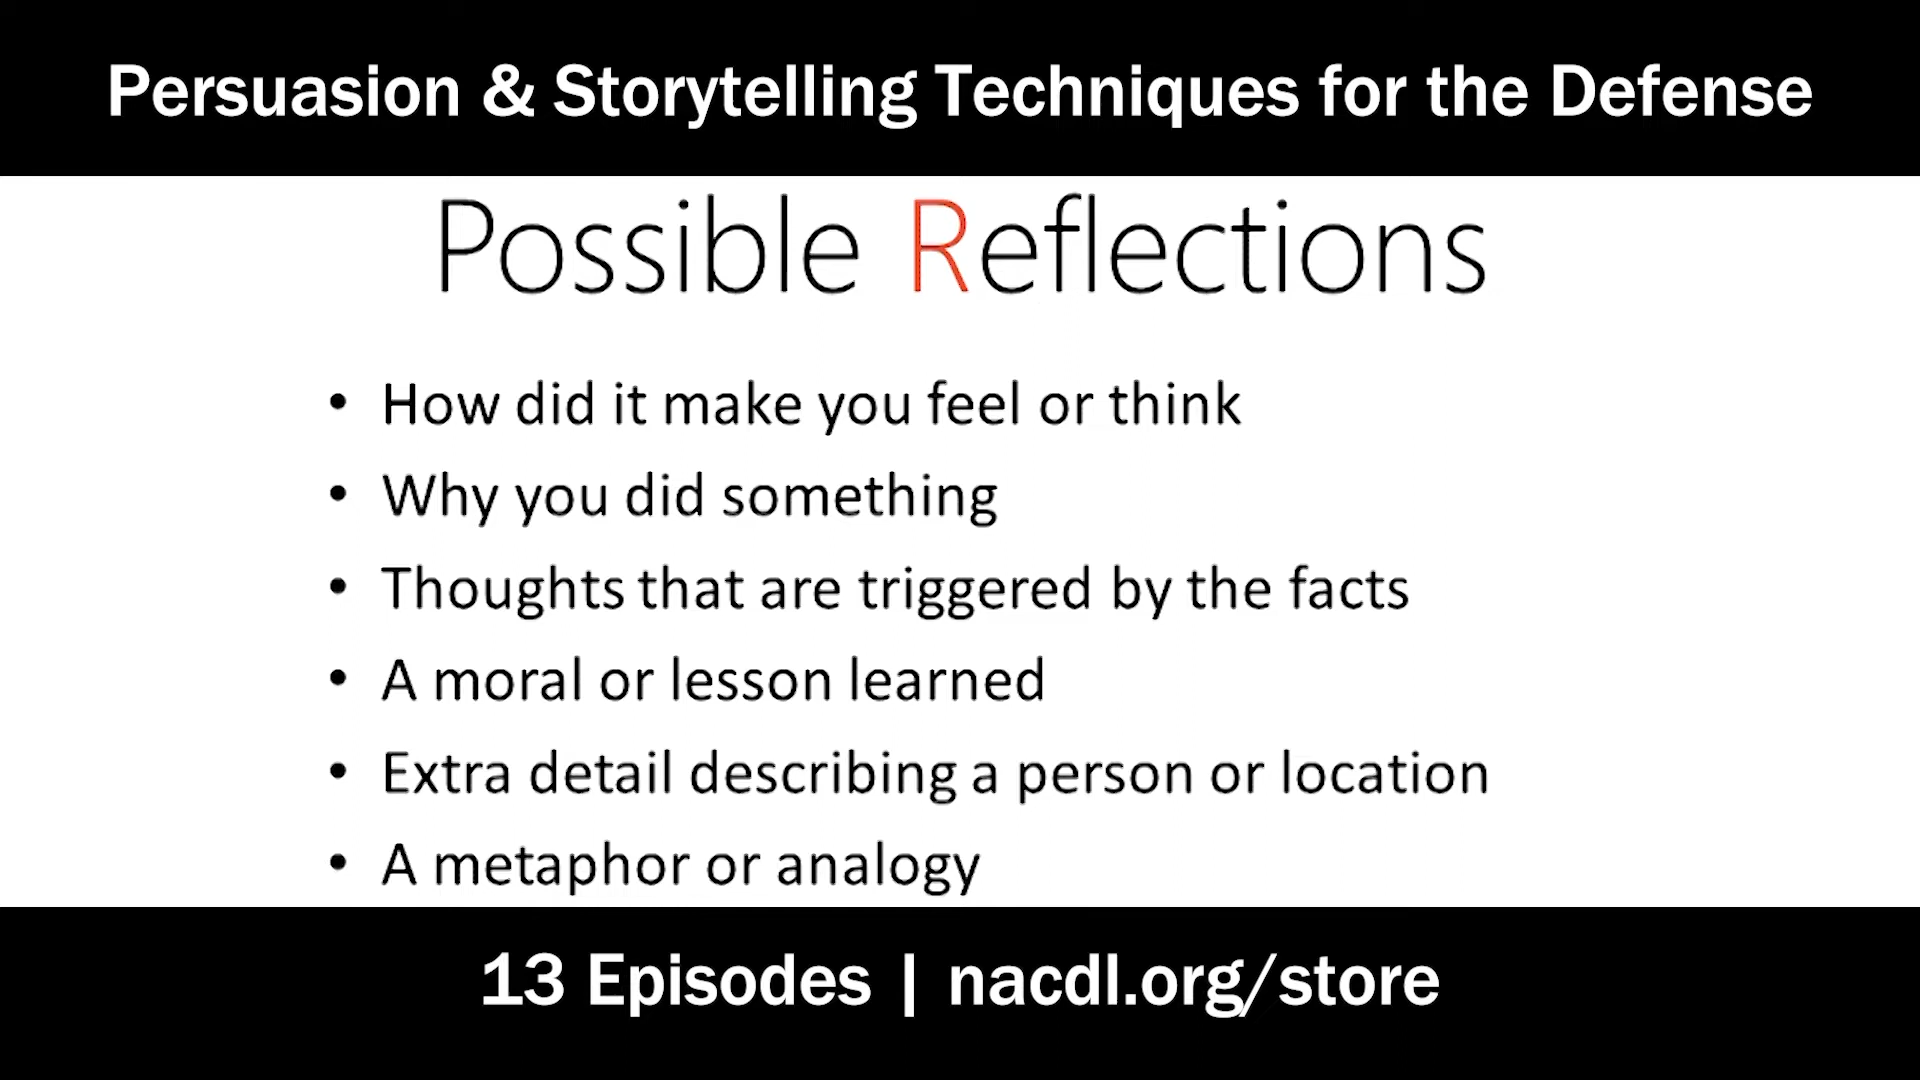 Persuasion & Storytelling Techniques for the Defense
Possible Reflections
• How did it make you feel or think
• Why you did something
• Thoughts that are triggered by the facts
• A moral or lesson learned
• Extra detail describing a person or location
• A metaphor or analogy
13 Episodes | nacdl.org/store